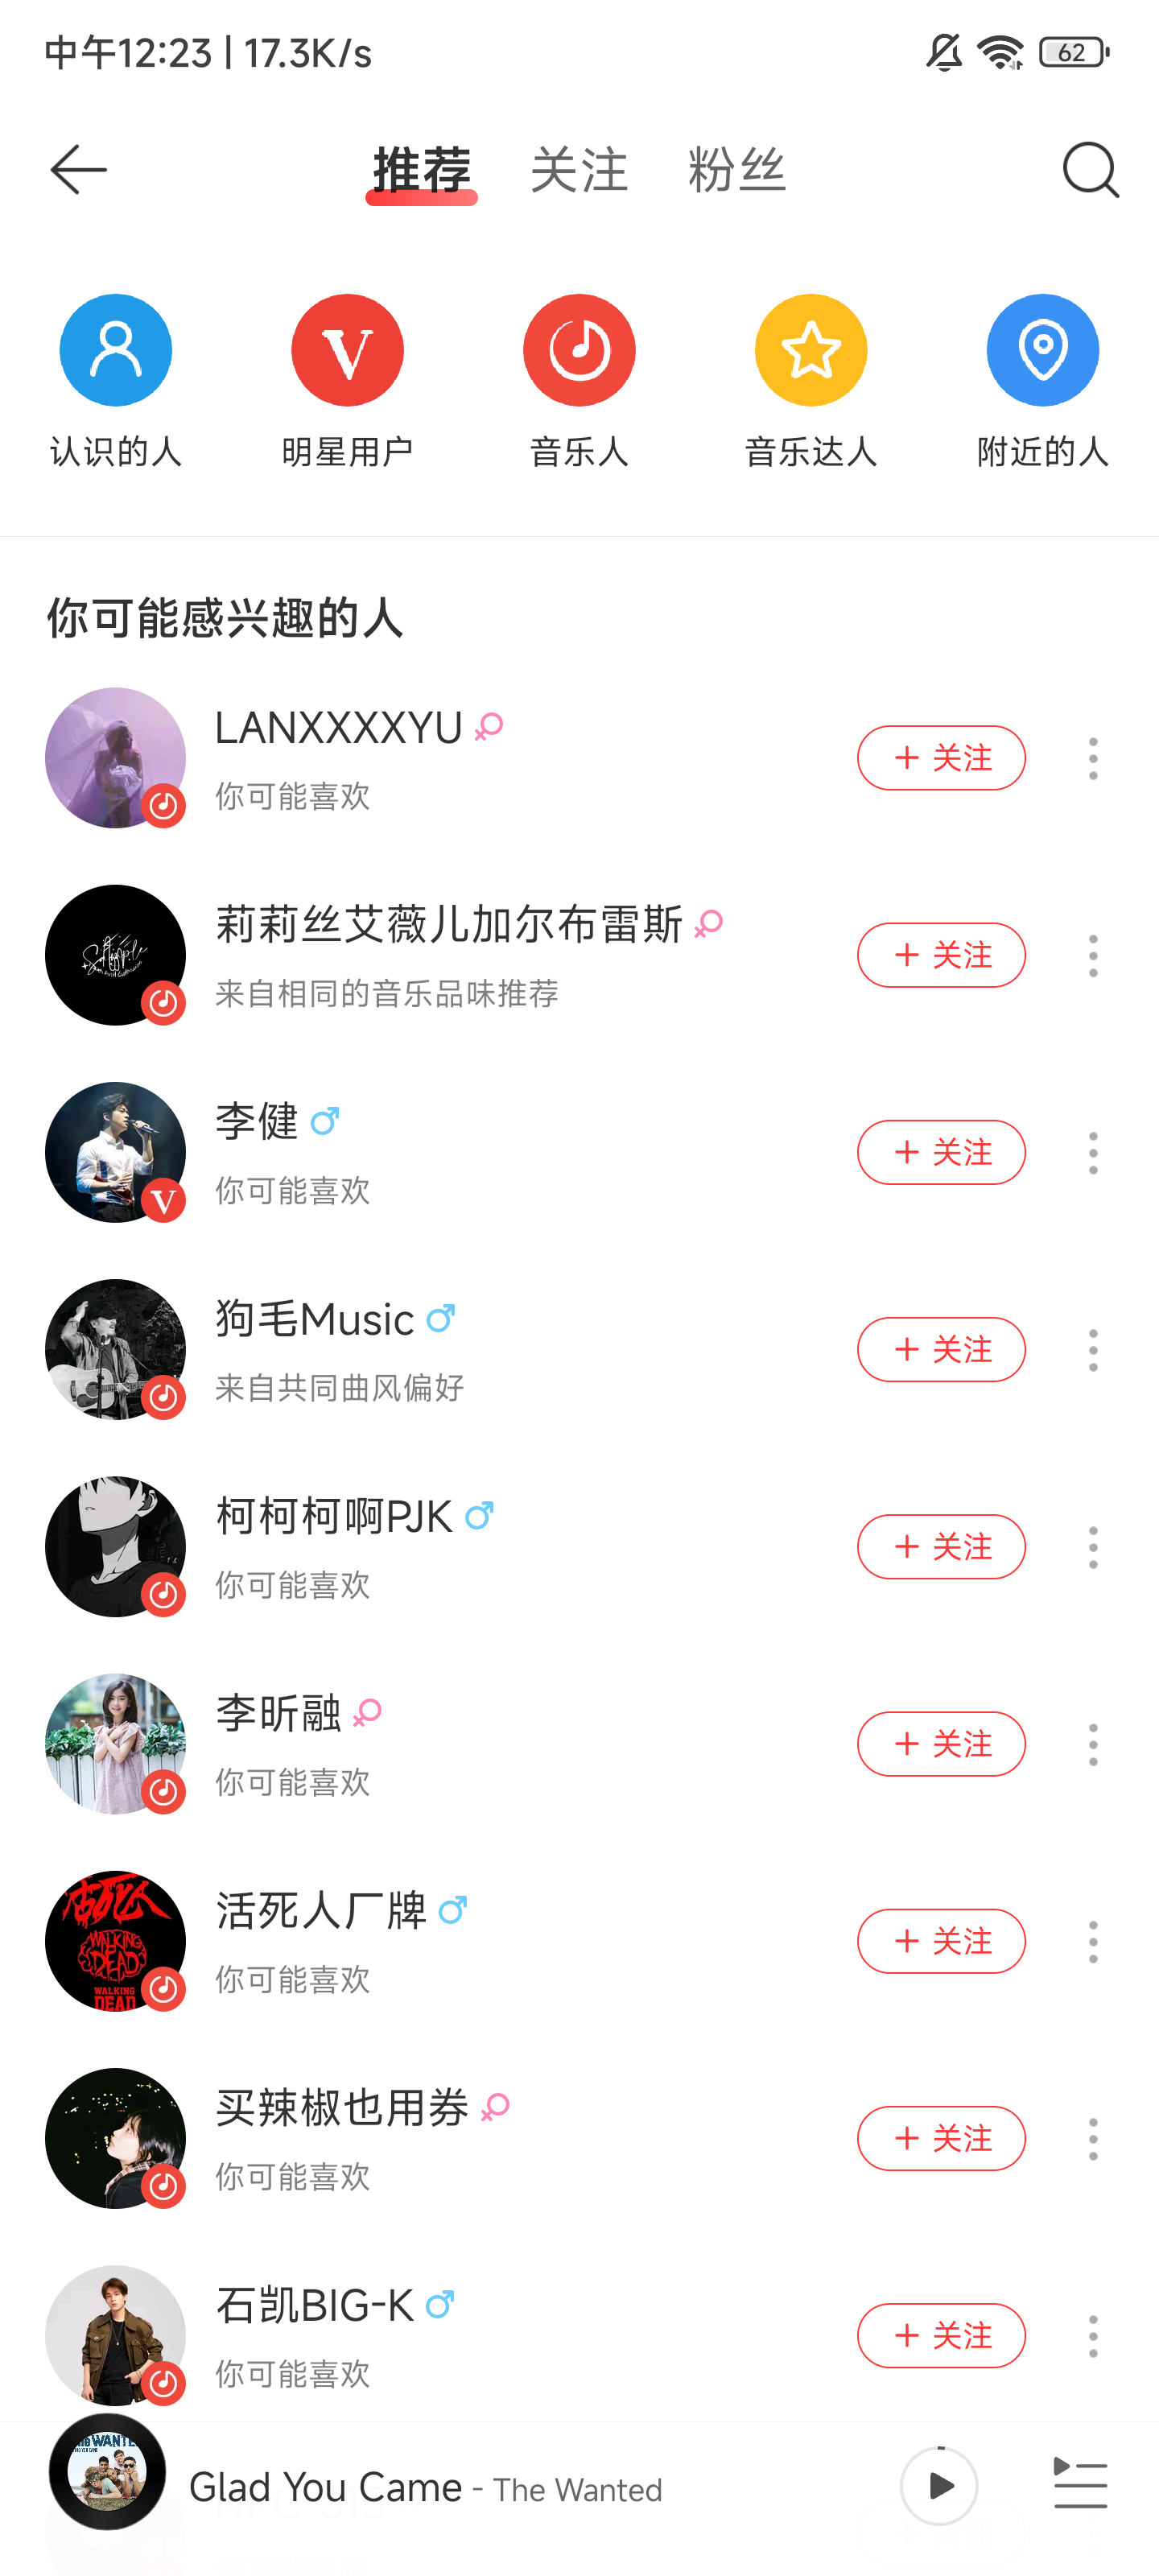 中午12:23 | 17.3K/s
62
推荐 关注 粉丝
认识的人 明星用户 音乐人 音乐达人 附近的人
你可能感兴趣的人
LANXXXXYU
+ 关注
你可能喜欢
莉莉丝艾薇儿加尔布雷斯
+ 关注
来自相同的音乐品味推荐
李健
+ 关注
你可能喜欢
V
狗毛Music
+ 关注
来自共同曲风偏好
柯柯柯啊PJK
+ 关注
你可能喜欢
李昕融
+ 关注
你可能喜欢
活死人厂牌
+ 关注
你可能喜欢
活死人
WALKING
DEAD
WALKING
DEAD
买辣椒也用券
+ 关注
你可能喜欢
石凯BIG-K
+ 关注
你可能喜欢
Glad You Came - The Wanted